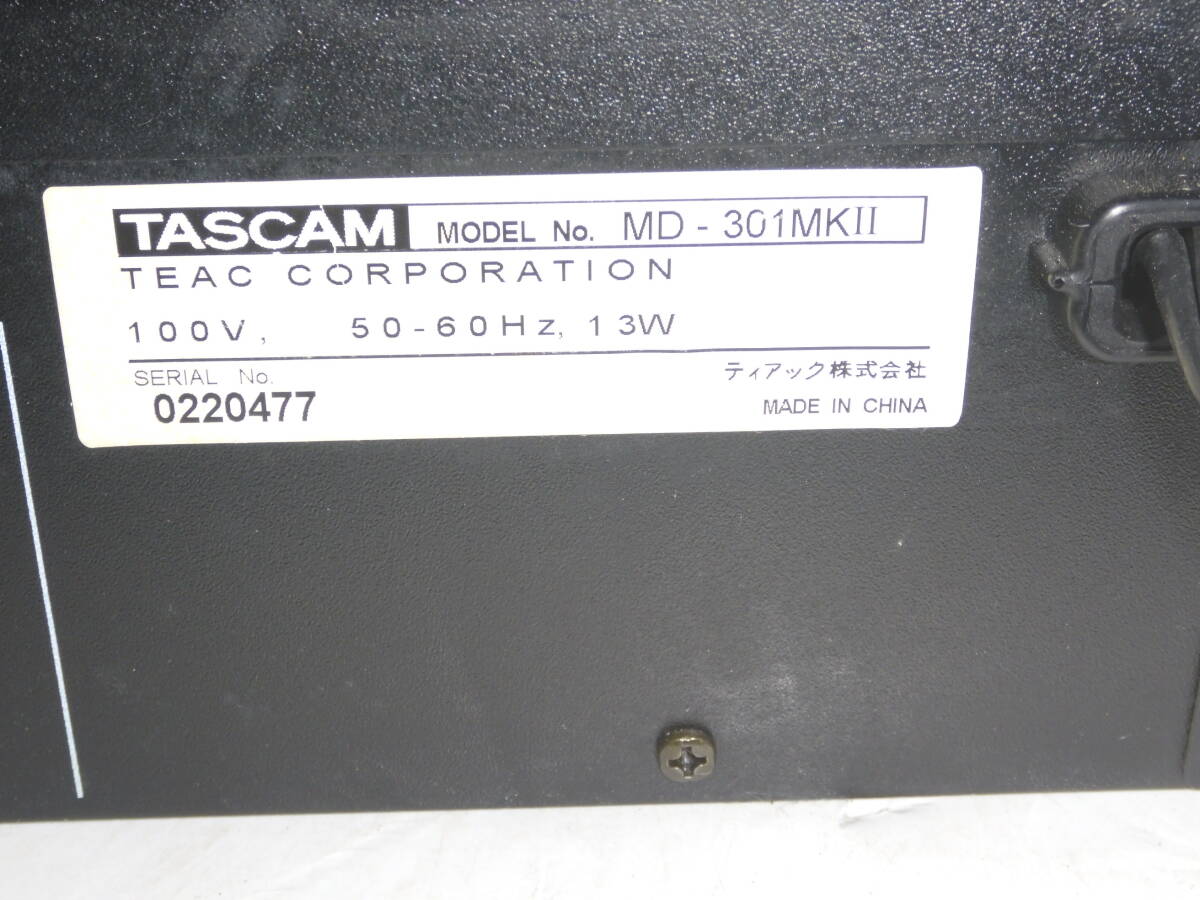 TASCAM MODEL No. MD-301MKII
TEAC CORPORATION
100V, 50-60Hz, 13W
SERIAL No. ティアック株式会社
0220477 MADE IN CHINA